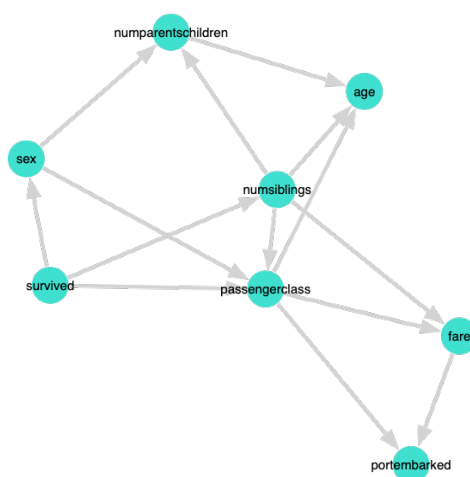 numparentschildren
age
sex
numsiblings
survived
passengerclass
fare
portembarked